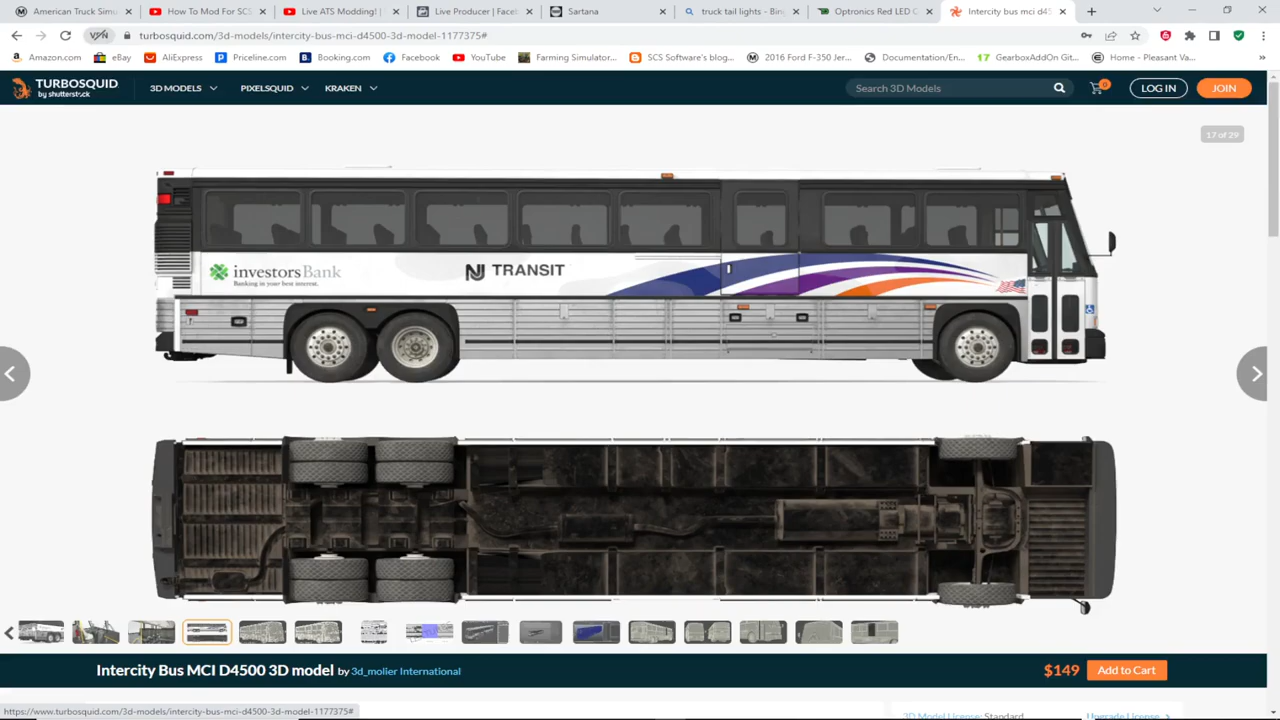 American Truck Simu
How To Mod For SCS
Live ATS Modding! |
Live Producer | Faceb
Sartana
truck tail lights - Bing
Optronics Red LED G
Intercity bus mci d45
VPN
turbosquid.com/3d-models/intercity-bus-mci-d4500-3d-model-1177375#
Amazon.com
eBay
AliExpress
Priceline.com
Booking.com
Facebook
YouTube
Farming Simulator...
SCS Software's blog...
2016 Ford F-350 Jer...
Documentation/En...
GearboxAddOn Git...
Home - Pleasant Va...
TURBOSQUID
by shutterstock
3D MODELS
PIXELSQUID
KRAKEN
Search 3D Models
0
LOG IN
JOIN
17 of 29
investorsBank
Banking in your best interest.
NJ TRANSIT
Intercity Bus MCI D4500 3D model by 3d_molier International
$149
Add to Cart
https://www.turbosquid.com/3d-models/intercity-bus-mci-d4500-3d-model-1177375#
3D Model License: Standard
Upgrade License